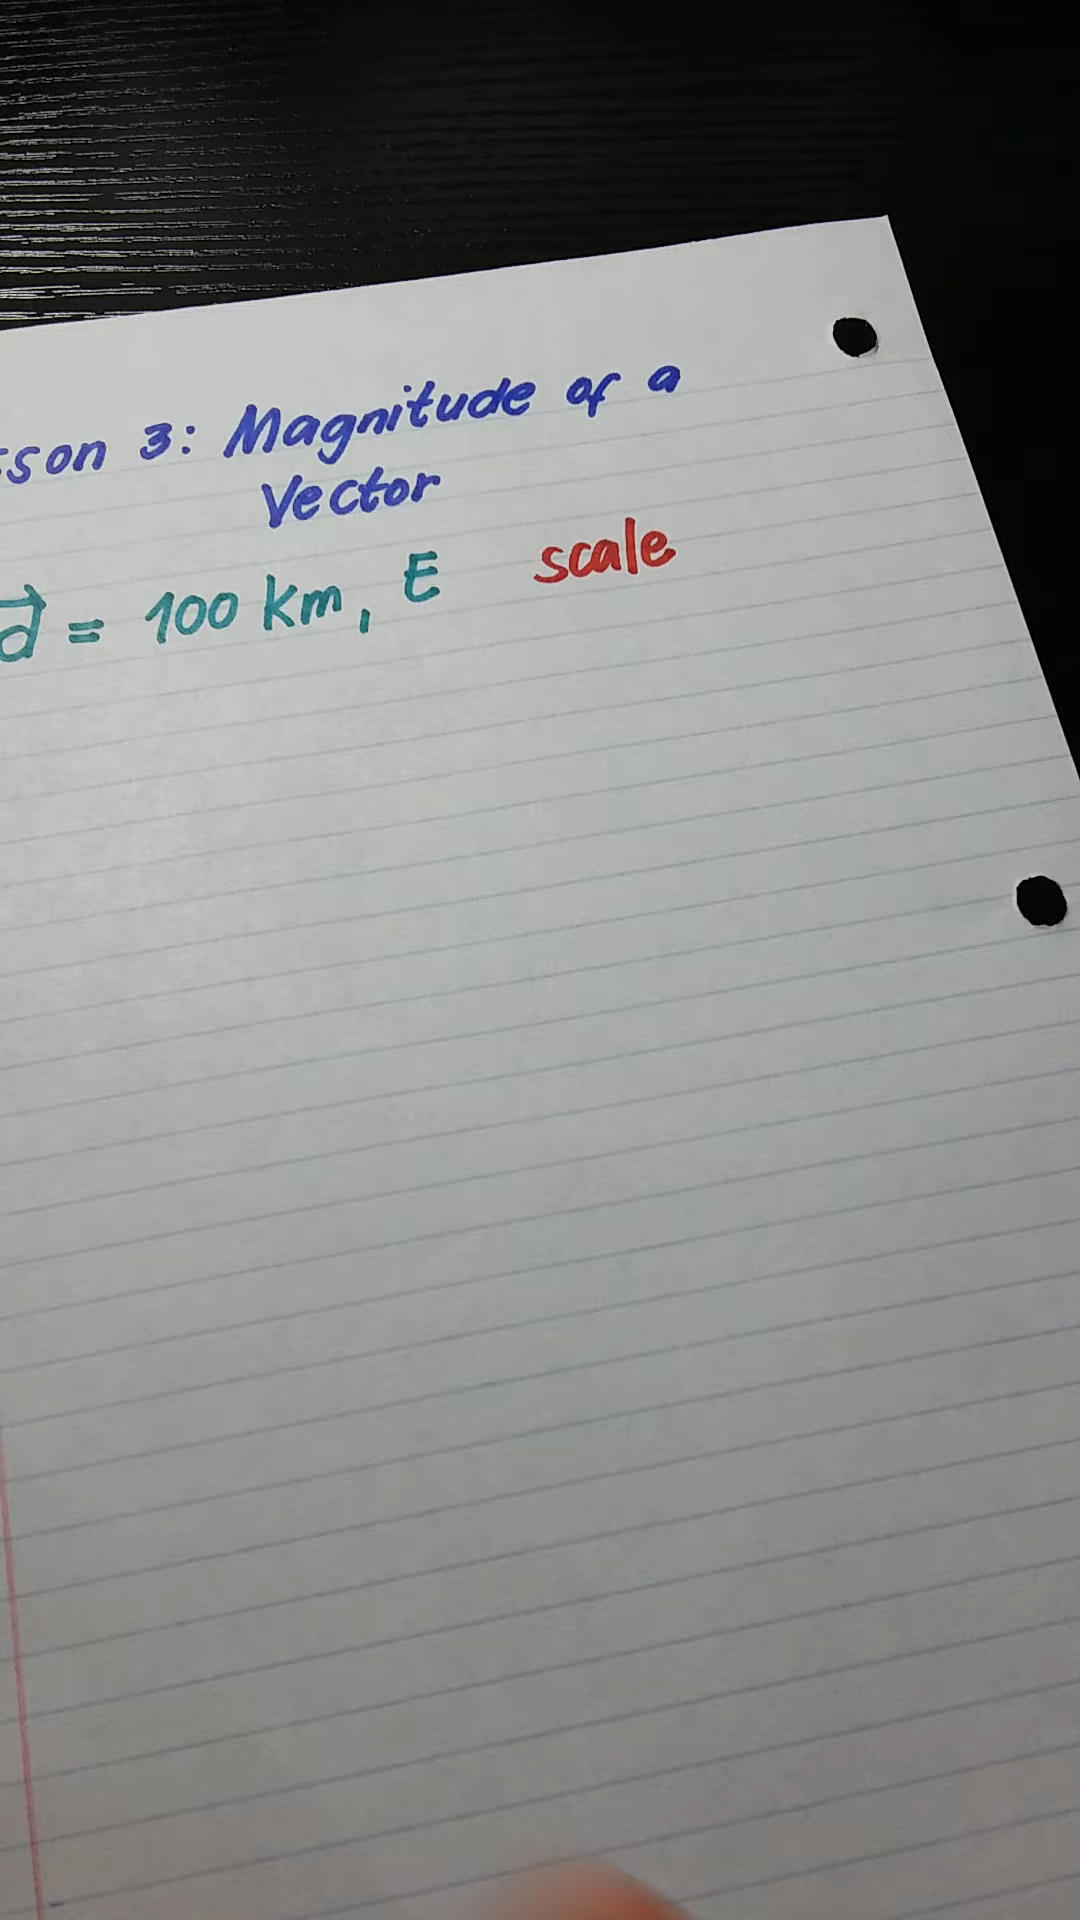 sson 3: Magnitude of a
Vector
d⃗ = 100 km, E scale